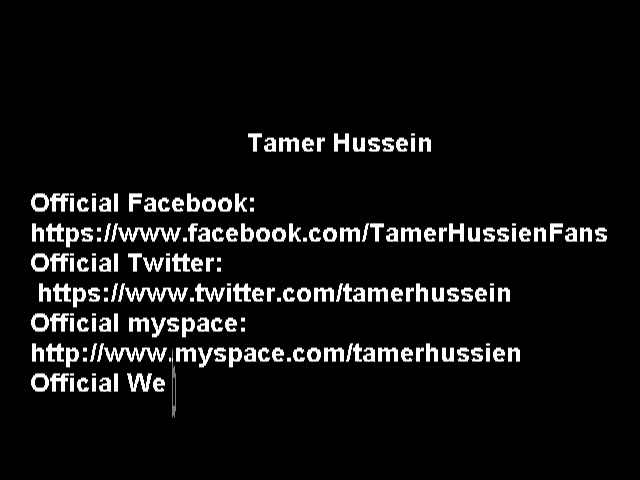 Tamer Hussein
Official Facebook:
https://www.facebook.com/TamerHussienFans
Official Twitter:
https://www.twitter.com/tamerhussein
Official myspace:
http://www.myspace.com/tamerhussien
Official We